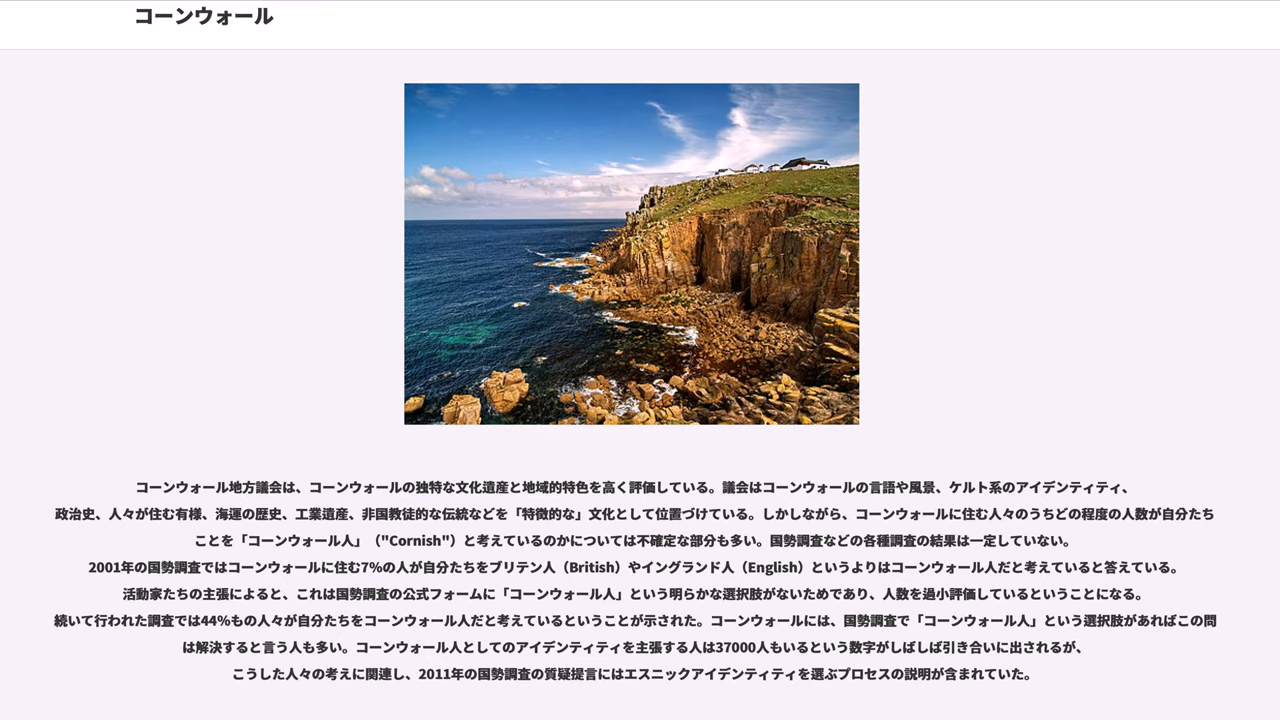 コーンウォール
コーンウォール地方議会は、コーンウォールの独特な文化遺産と地域的特色を高く評価している。議会はコーンウォールの言語や風景、ケルト系のアイデンティティ、
政治史、人々が住む有様、海運の歴史、工業遺産、非国教徒的な伝統などを「特徴的な」文化として位置づけている。しかしながら、コーンウォールに住む人々のうちどの程度の人数が自分たち
ことを「コーンウォール人」（"Cornish"）と考えているのかについては不確定な部分も多い。国勢調査などの各種調査の結果は一定していない。
2001年の国勢調査ではコーンウォールに住む7%の人が自分たちをブリテン人（British）やイングランド人（English）というよりはコーンウォール人だと考えていると答えている。
活動家たちの主張によると、これは国勢調査の公式フォームに「コーンウォール人」という明らかな選択肢がないためであり、人数を過小評価しているということになる。
続いて行われた調査では44%もの人々が自分たちをコーンウォール人だと考えているということが示された。コーンウォールには、国勢調査で「コーンウォール人」という選択肢があればこの問
は解決すると言う人も多い。コーンウォール人としてのアイデンティティを主張する人は37000人もいるという数字がしばしば引き合いに出されるが、
こうした人々の考えに関連し、2011年の国勢調査の質疑提言にはエスニックアイデンティティを選ぶプロセスの説明が含まれていた。